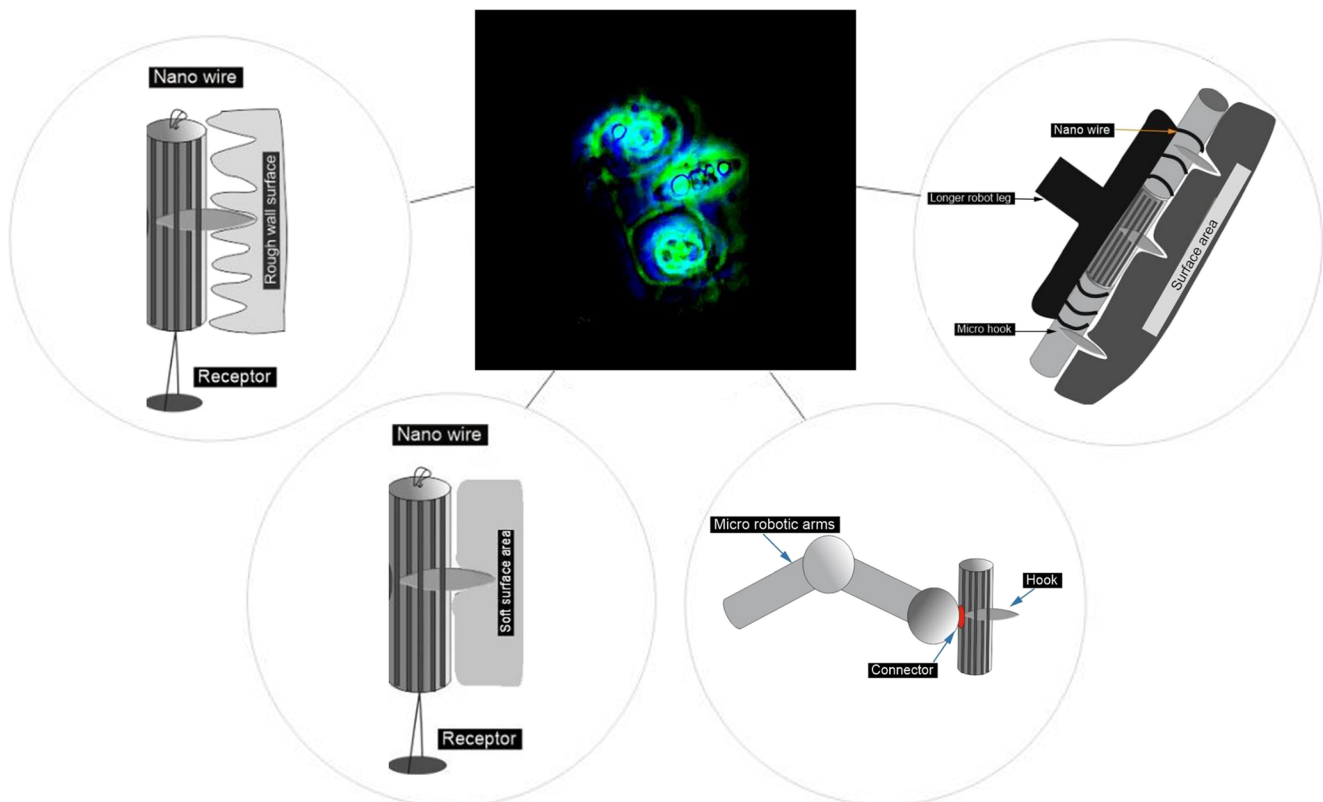 Nano wire
Rough wall surface
Receptor
Nano wire
Longer robot leg
Surface area
Micro hook
Nano wire
Soft surface area
Receptor
Micro robotic arms
Hook
Connector